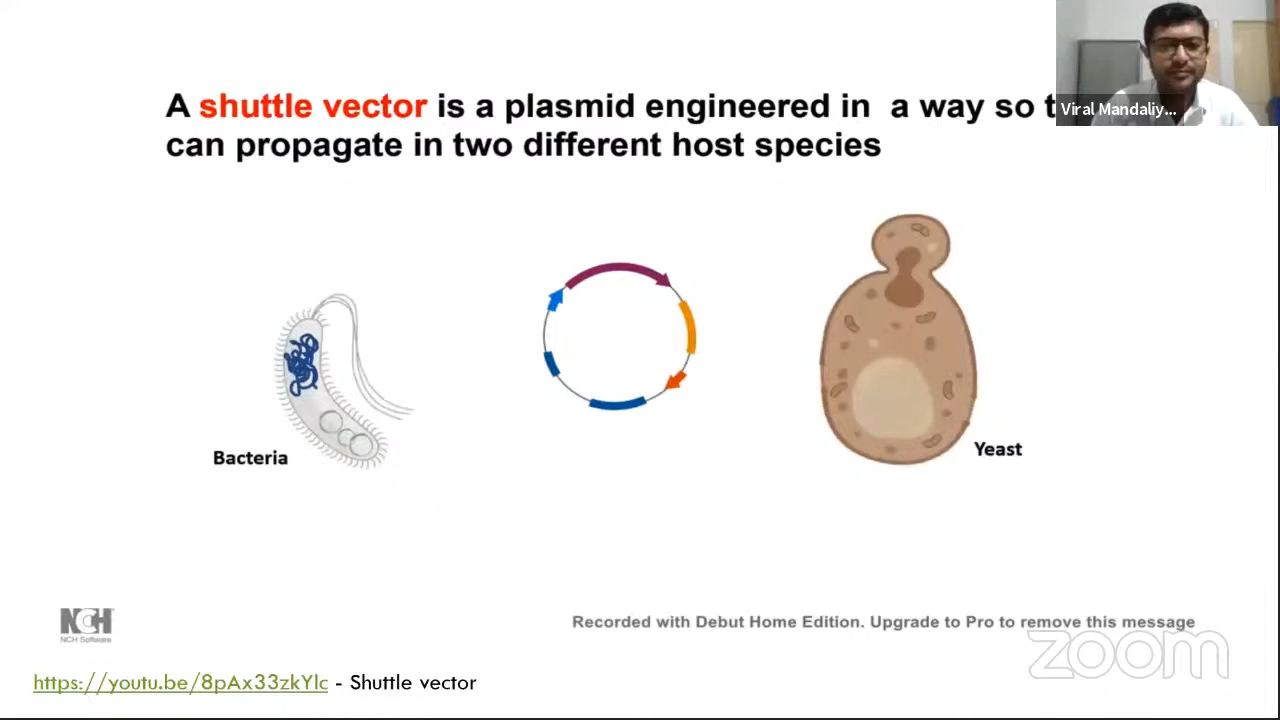 A shuttle vector is a plasmid engineered in a way so t
can propagate in two different host species
Viral Mandaliy...
Bacteria
Yeast
NCH
NCH Software
Recorded with Debut Home Edition. Upgrade to Pro to remove this message
zoom
https://youtu.be/8pAx33zkYlc - Shuttle vector